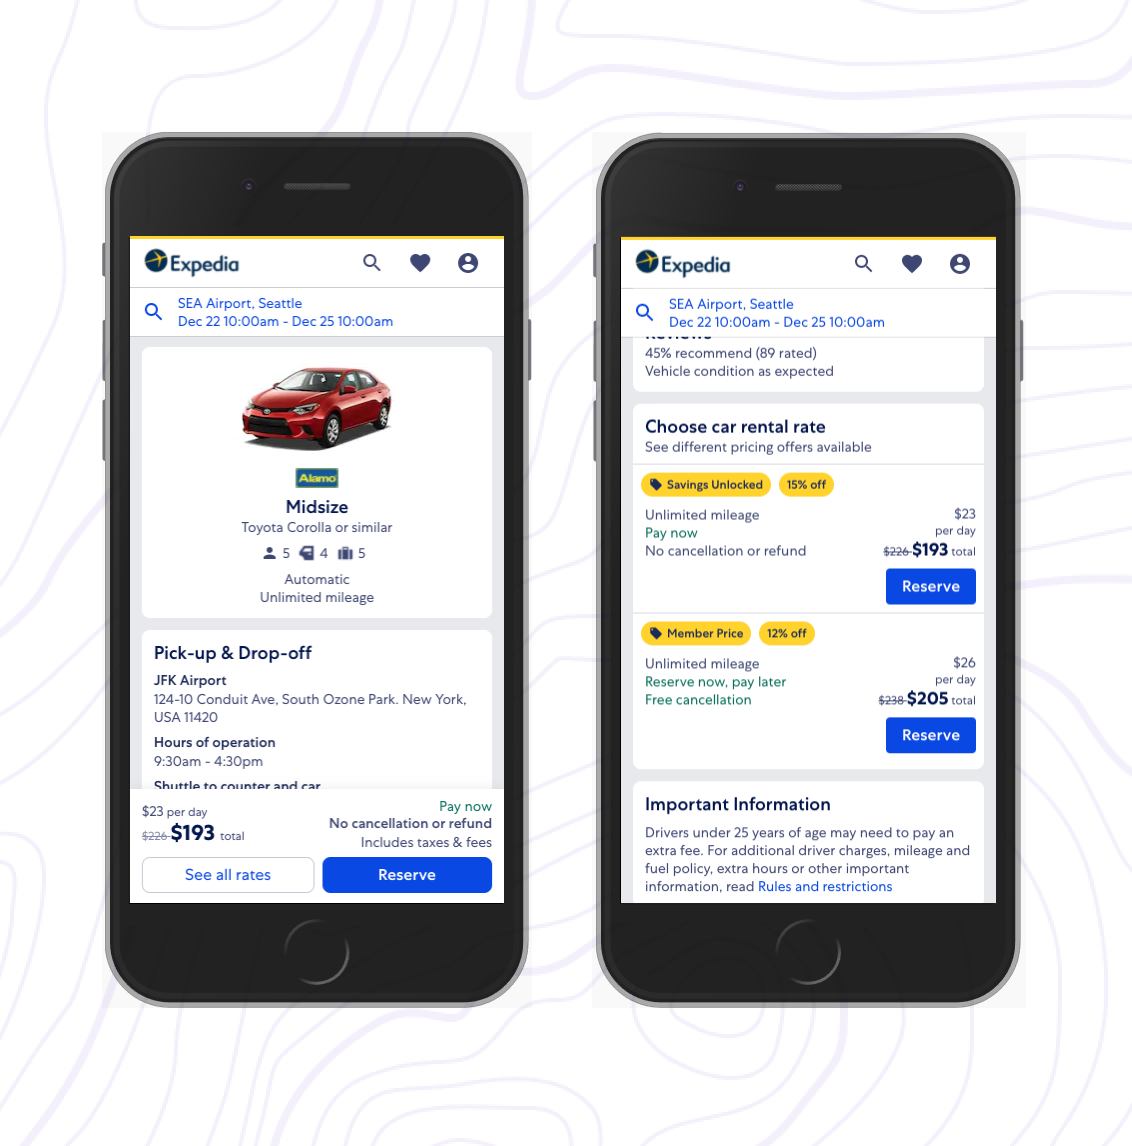 Expedia
SEA Airport, Seattle
Dec 22 10:00am - Dec 25 10:00am
Alamo
Midsize
Toyota Corolla or similar
5 4 5
Automatic
Unlimited mileage
Pick-up & Drop-off
JFK Airport
124-10 Conduit Ave, South Ozone Park. New York,
USA 11420
Hours of operation
9:30am - 4:30pm
Shuttle to counter and car
$23 per day
$226 $193 total
Pay now
No cancellation or refund
Includes taxes & fees
See all rates
Reserve
Expedia
SEA Airport, Seattle
Dec 22 10:00am - Dec 25 10:00am
Reviews
45% recommend (89 rated)
Vehicle condition as expected
Choose car rental rate
See different pricing offers available
Savings Unlocked 15% off
Unlimited mileage
Pay now
No cancellation or refund
$23
per day
$226 $193 total
Reserve
Member Price 12% off
Unlimited mileage
Reserve now, pay later
Free cancellation
$26
per day
$238 $205 total
Reserve
Important Information
Drivers under 25 years of age may need to pay an
extra fee. For additional driver charges, mileage and
fuel policy, extra hours or other important
information, read Rules and restrictions